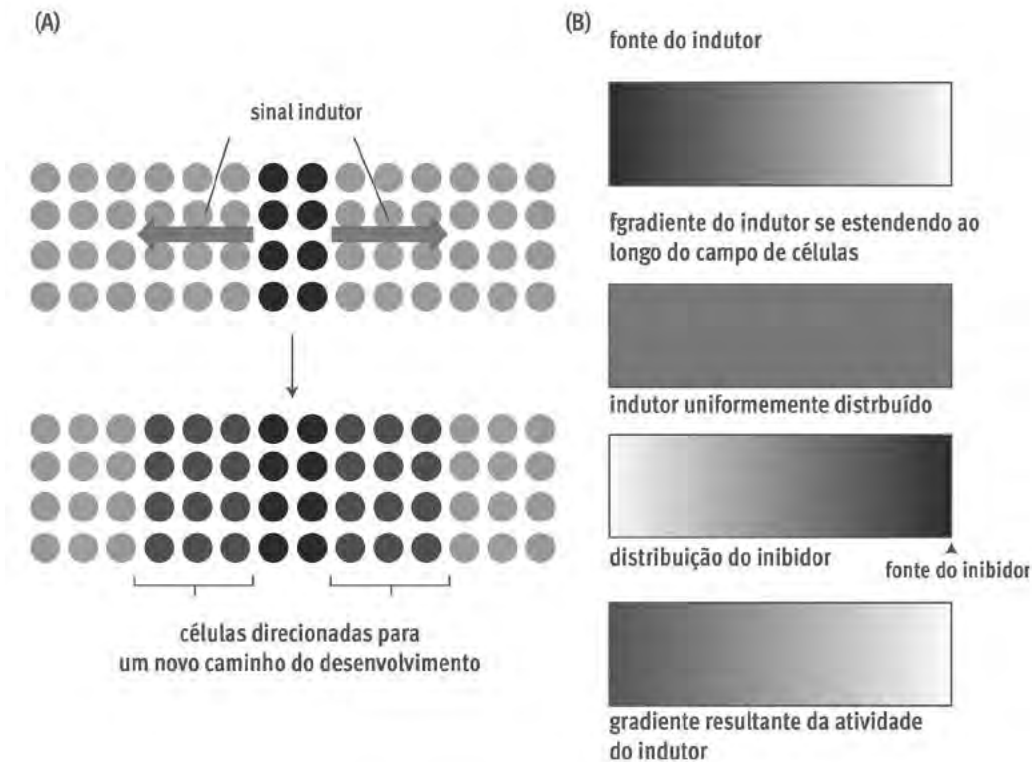 (A)
sinal indutor
células direcionadas para
um novo caminho do desenvolvimento
(B)
fonte do indutor
fgradiente do indutor se estendendo ao
longo do campo de células
indutor uniformemente distrbuído
distribuição do inibidor
fonte do inibidor
gradiente resultante da atividade
do indutor